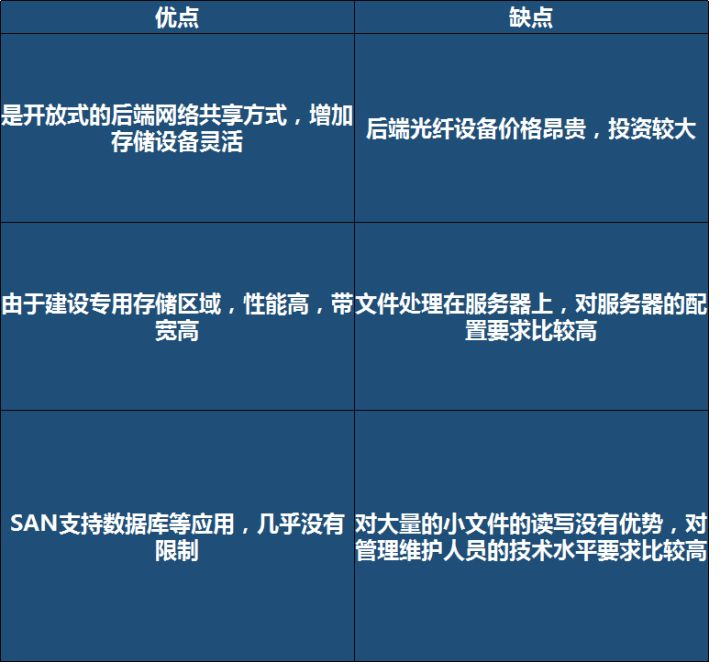 优点
缺点
是开放式的后端网络共享方式，增加
存储设备灵活
后端光纤设备价格昂贵，投资较大
由于建设专用存储区域，性能高，带
宽高
文件处理在服务器上，对服务器的配
置要求比较高
SAN支持数据库等应用，几乎没有
限制
对大量的小文件的读写没有优势，对
管理维护人员的技术水平要求比较高